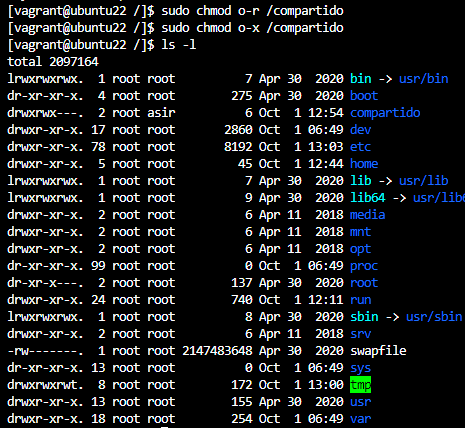 [vagrant@ubuntu22 /]$ sudo chmod o-r /compartido
[vagrant@ubuntu22 /]$ sudo chmod o-x /compartido
[vagrant@ubuntu22 /]$ ls -l
total 2097164
lrwxrwxrwx.  1 root root          7 Apr 30  2020 bin -> usr/bin
dr-xr-xr-x.  4 root root        275 Apr 30  2020 boot
drwxrwx---.  2 root asir          6 Oct  1 12:54 compartido
drwxr-xr-x. 17 root root       2860 Oct  1 06:49 dev
drwxr-xr-x. 78 root root       8192 Oct  1 13:03 etc
drwxr-xr-x.  5 root root         45 Oct  1 12:44 home
lrwxrwxrwx.  1 root root          7 Apr 30  2020 lib -> usr/lib
lrwxrwxrwx.  1 root root          9 Apr 30  2020 lib64 -> usr/lib6
drwxr-xr-x.  2 root root          6 Apr 11  2018 media
drwxr-xr-x.  2 root root          6 Apr 11  2018 mnt
drwxr-xr-x.  2 root root          6 Apr 11  2018 opt
dr-xr-xr-x. 99 root root          0 Oct  1 06:49 proc
dr-xr-x---.  2 root root        137 Apr 30  2020 root
drwxr-xr-x. 24 root root        740 Oct  1 12:11 run
lrwxrwxrwx.  1 root root          8 Apr 30  2020 sbin -> usr/sbin
drwxr-xr-x.  2 root root          6 Apr 11  2018 srv
-rw-------.  1 root root 2147483648 Apr 30  2020 swapfile
dr-xr-xr-x. 13 root root          0 Oct  1 06:49 sys
drwxrwxrwt.  8 root root        172 Oct  1 13:00 tmp
drwxr-xr-x. 13 root root        155 Apr 30  2020 usr
drwxr-xr-x. 18 root root        254 Oct  1 06:49 var